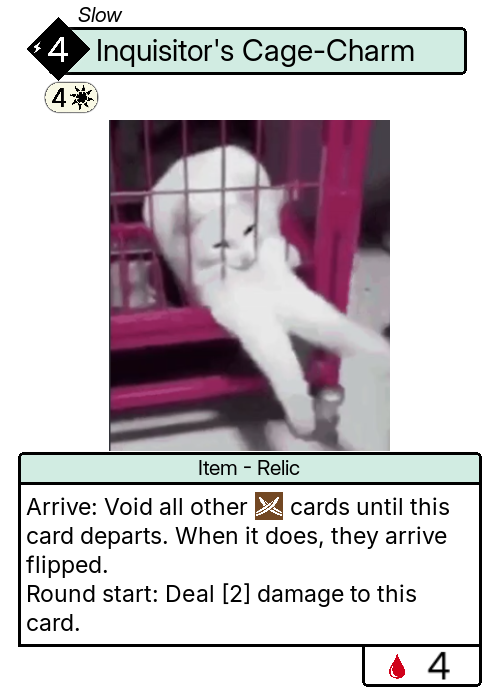 Slow
4 Inquisitor's Cage-Charm
4
Item - Relic
Arrive: Void all other cards until this
card departs. When it does, they arrive
flipped.
Round start: Deal [2] damage to this
card.
4